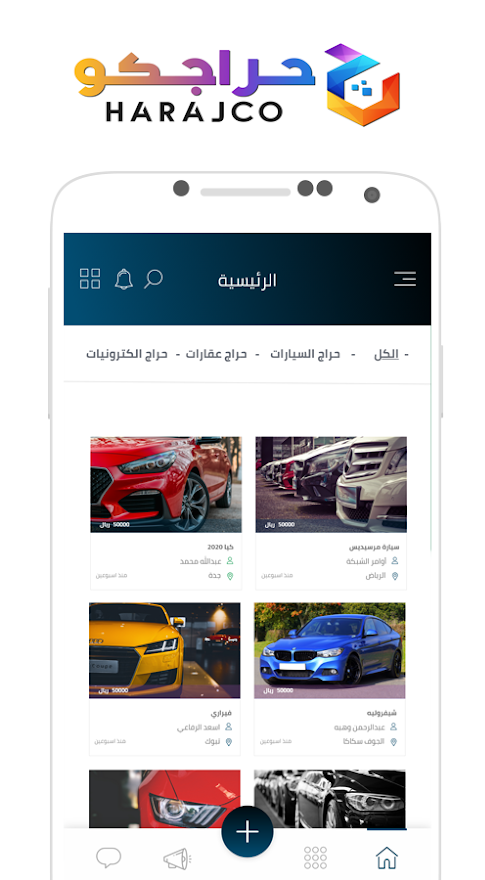 حراجكو
HARAJCO
الرئيسية
- الكل - حراج السيارات - حراج عقارات - حراج الكترونيات
50000 ريال
سيارة مرسيديس
أوامر الشبكة
الرياض
منذ اسبوعين
50000 ريال
كيا 2020
عبدالله محمد
جدة
منذ اسبوعين
50000 ريال
شيفروليه
عبدالرحمن وهبه
الجوف سكاكا
منذ اسبوعين
50000 ريال
فيراري
اسعد الرفاعي
تبوك
منذ اسبوعين